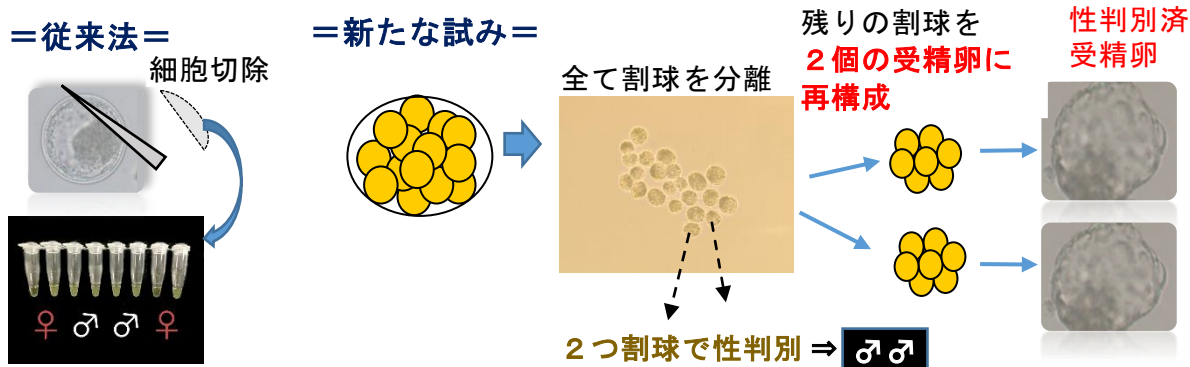 ＝従来法＝
細胞切除
♀ ♂ ♂ ♀
＝新たな試み＝
全て割球を分離
２つ割球で性判別 ⇒ ♂♂
残りの割球を
２個の受精卵に
再構成
性判別済
受精卵